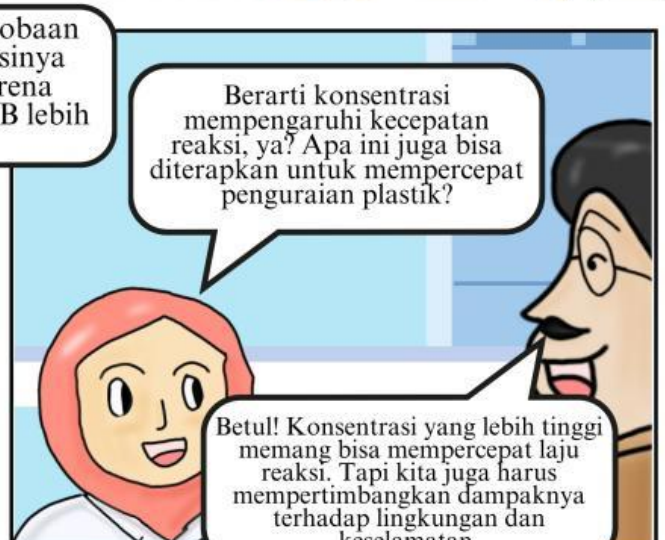 obaan
sinya
rena
B lebih
Berarti konsentrasi
mempengaruhi kecepatan
reaksi, ya? Apa ini juga bisa
diterapkan untuk mempercepat
penguraian plastik?
Betul! Konsentrasi yang lebih tinggi
memang bisa mempercepat laju
reaksi. Tapi kita juga harus
mempertimbangkan dampaknya
terhadap lingkungan dan
keselamatan